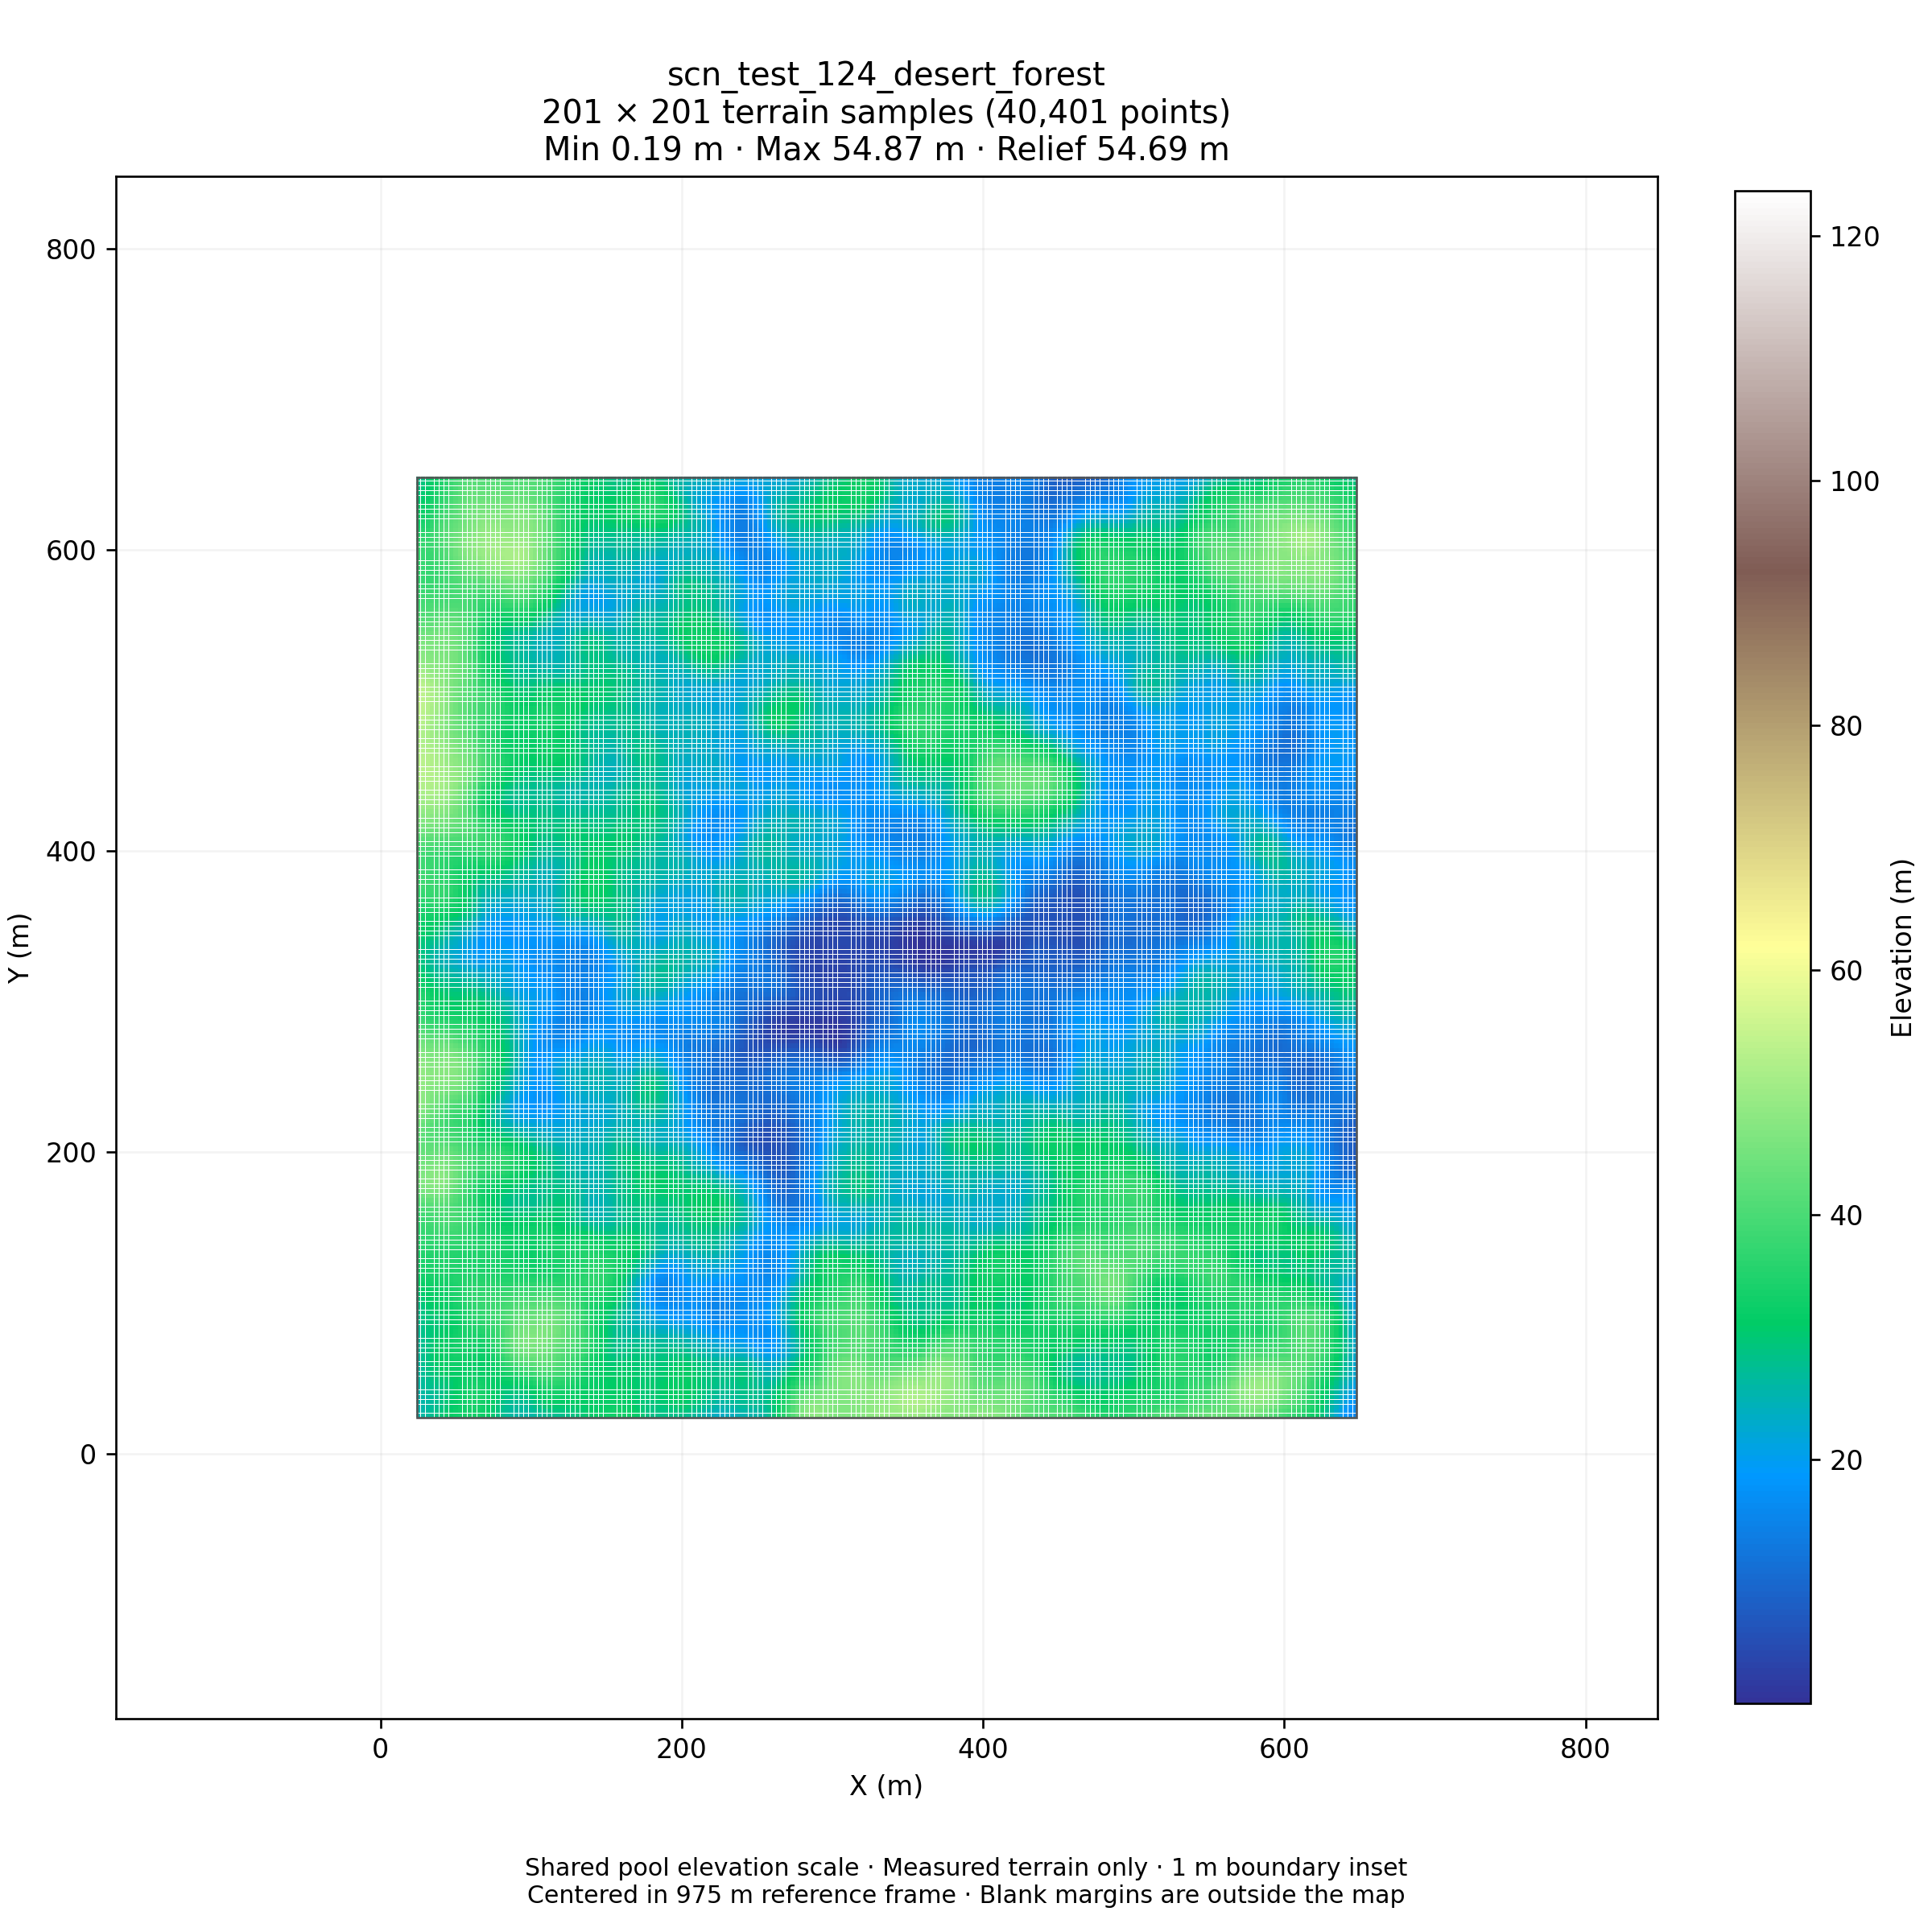 scn_test_124_desert_forest
201 × 201 terrain samples (40,401 points)
Min 0.19 m · Max 54.87 m · Relief 54.69 m
800
600
400
200
0
Y (m)
0
200
400
600
800
X (m)
120
100
80
60
40
20
Elevation (m)
Shared pool elevation scale · Measured terrain only · 1 m boundary inset
Centered in 975 m reference frame · Blank margins are outside the map